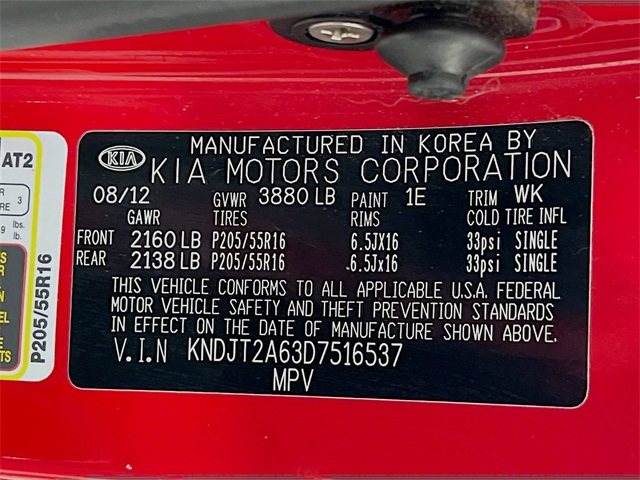 MANUFACTURED IN KOREA BY
KIA KIA MOTORS CORPORATION
08/12 GVWR 3880 LB PAINT 1E TRIM WK
GAWR TIRES RIMS COLD TIRE INFL
FRONT 2160 LB P205/55R16 6.5JX16 33psi SINGLE
REAR 2138 LB P205/55R16 6.5Jx16 33psi SINGLE
THIS VEHICLE CONFORMS TO ALL APPLICABLE U.S.A. FEDERAL
MOTOR VEHICLE SAFETY AND THEFT PREVENTION STANDARDS
IN EFFECT ON THE DATE OF MANUFACTURE SHOWN ABOVE.
V.I.N KNDJT2A63D7516537
MPV
AT2
3
lbs.
P205/55R16